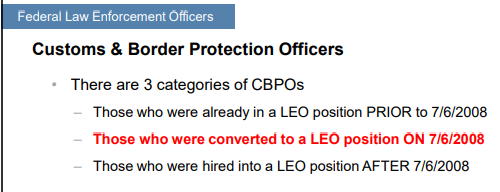 Federal Law Enforcement Officers
Customs & Border Protection Officers
• There are 3 categories of CBPOs
– Those who were already in a LEO position PRIOR to 7/6/2008
– Those who were converted to a LEO position ON 7/6/2008
– Those who were hired into a LEO position AFTER 7/6/2008